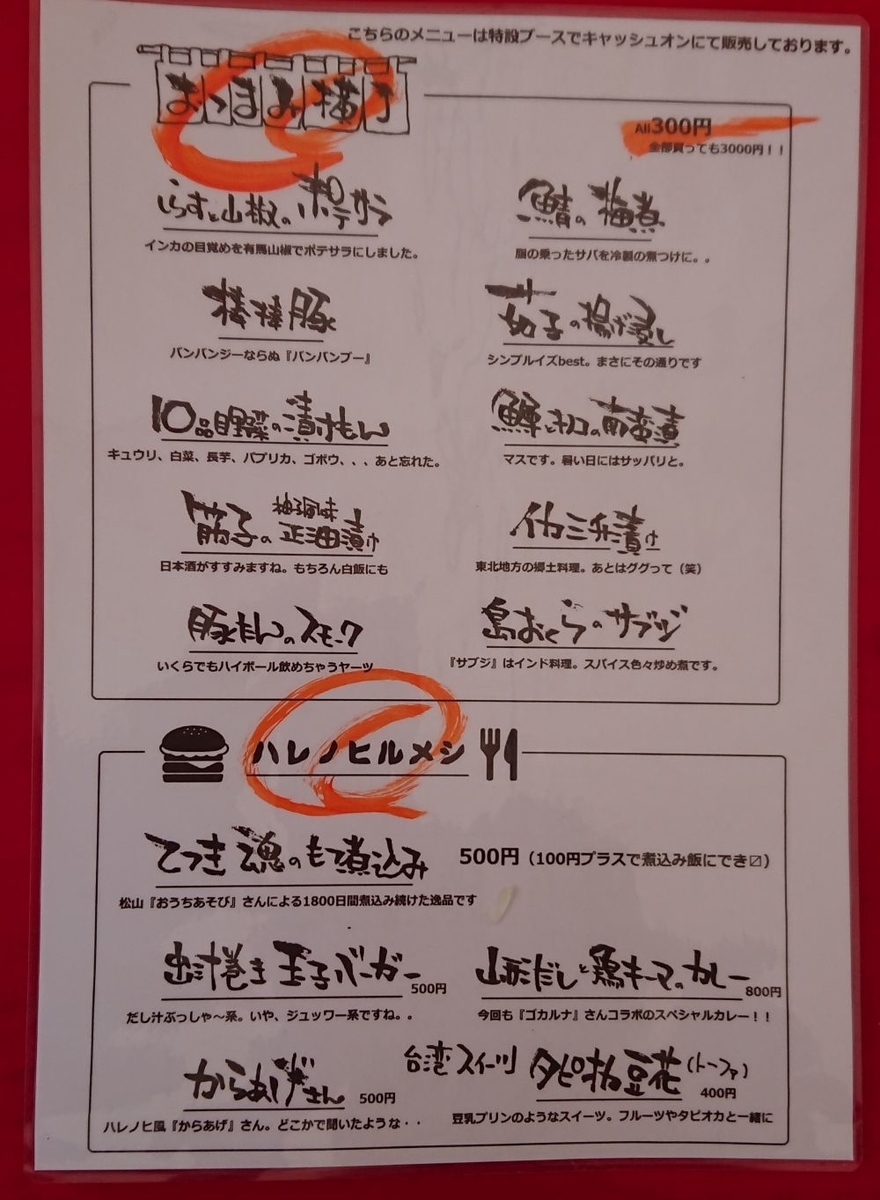 こちらのメニューは特設ブースでキャッシュオンにて販売しております。
おつまみ横丁
All300円
全部買っても3000円！！
しらすと山椒のポテサラ
インカの目覚めを有馬山椒でポテサラにしました。
鯖の梅煮
脂の乗ったサバを冷製の煮つけに。。
棒棒豚
バンバンジーならぬ『バンバンブー』
茄子の揚げ浸し
シンプルイズbest。まさにその通りです
10品目野菜の漬けもん
キュウリ、白菜、長芋、パプリカ、ゴボウ、、、あと忘れた。
鱒とキノコの南蛮漬
マスです。暑い日にはサッパリと。
筋子の柚子風味正油漬け
日本酒がすすみますね。もちろん白飯にも
イカ三升漬け
東北地方の郷土料理。あとはググって（笑）
豚たんのスモーク
いくらでもハイボール飲めちゃうヤーツ
島おくらのサブジ
『サブジ』はインド料理。スパイス色々炒め煮です。
ハレノヒルメシ
てつき魂のもつ煮込み 500円（100円プラスで煮込み飯にでき〼）
松山『おうちあそび』さんによる1800日間煮込み続けた逸品です
出汁巻き玉子バーガー 500円
だし汁ぶっしゃ～系。いや、ジュッワー系ですね。。
山形だしと鶏キーマのカレー 800円
今回も『ゴカルナ』さんコラボのスペシャルカレー！！
からあげさん 500円
ハレノヒ風『からあげ』さん。どこかで聞いたような・・
台湾スイーツ タピオカ豆花（トーファ） 400円
豆乳プリンのようなスイーツ。フルーツやタピオカと一緒に